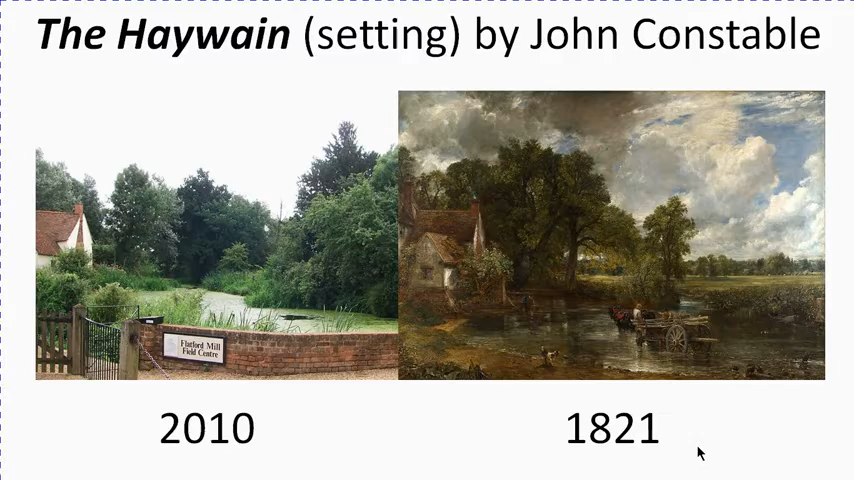 The Haywain (setting) by John Constable
Flatford Mill
Field Centre
2010
1821